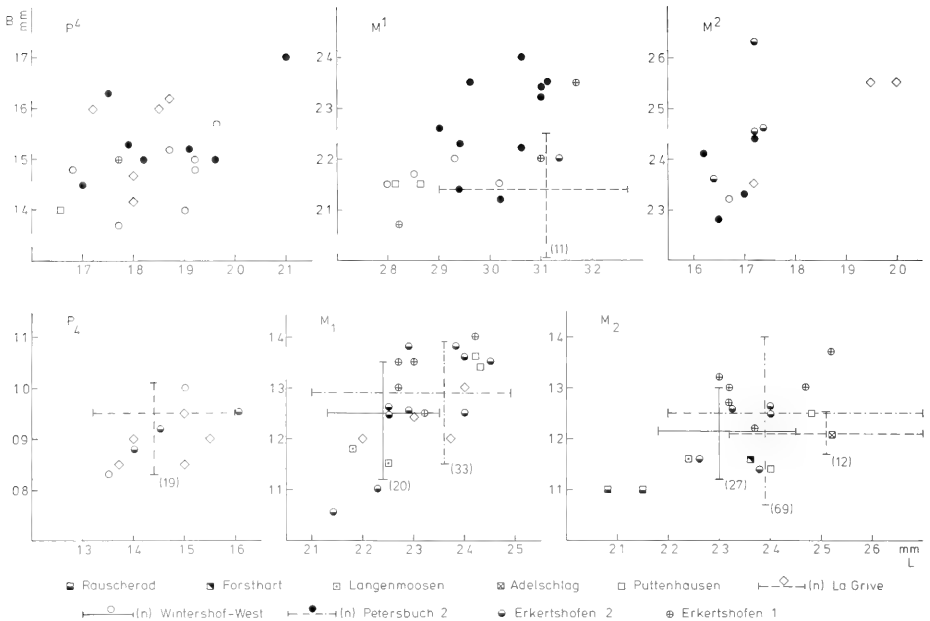 B mm P4 M1 M2
17 24 26
16 23 25
15 22 24
14 21 (11) 23
17 18 19 20 21 28 29 30 31 32 16 17 18 19 20
P4 M1 M2
11 14 14
10 13 13
09 12 12
08 (19) 11 (20) (33) 11 (27) (69) (12)
13 14 15 16 21 22 23 24 25 21 22 23 24 25 26 mm
L
Rauscheröd Forsthart Langenmoosen Adelschlag Puttenhausen (n) La Grive
(n) Wintershof-West (n) Petersbuch 2 Erkertshofen 2 Erkertshofen 1